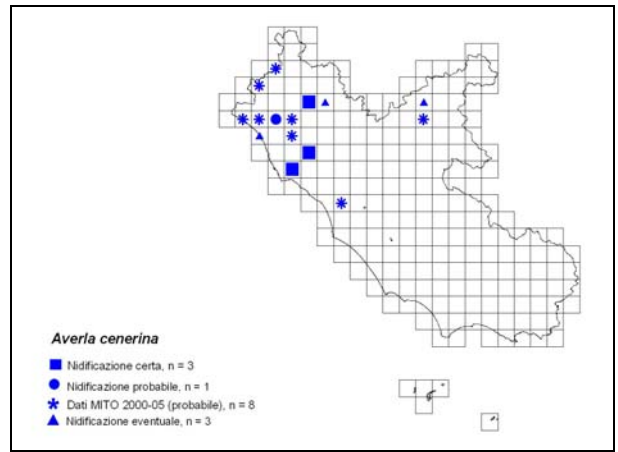 Averla cenerina
Nidificazione certa, n = 3
Nidificazione probabile, n = 1
Dati MITO 2000-05 (probabile), n = 8
Nidificazione eventuale, n = 3